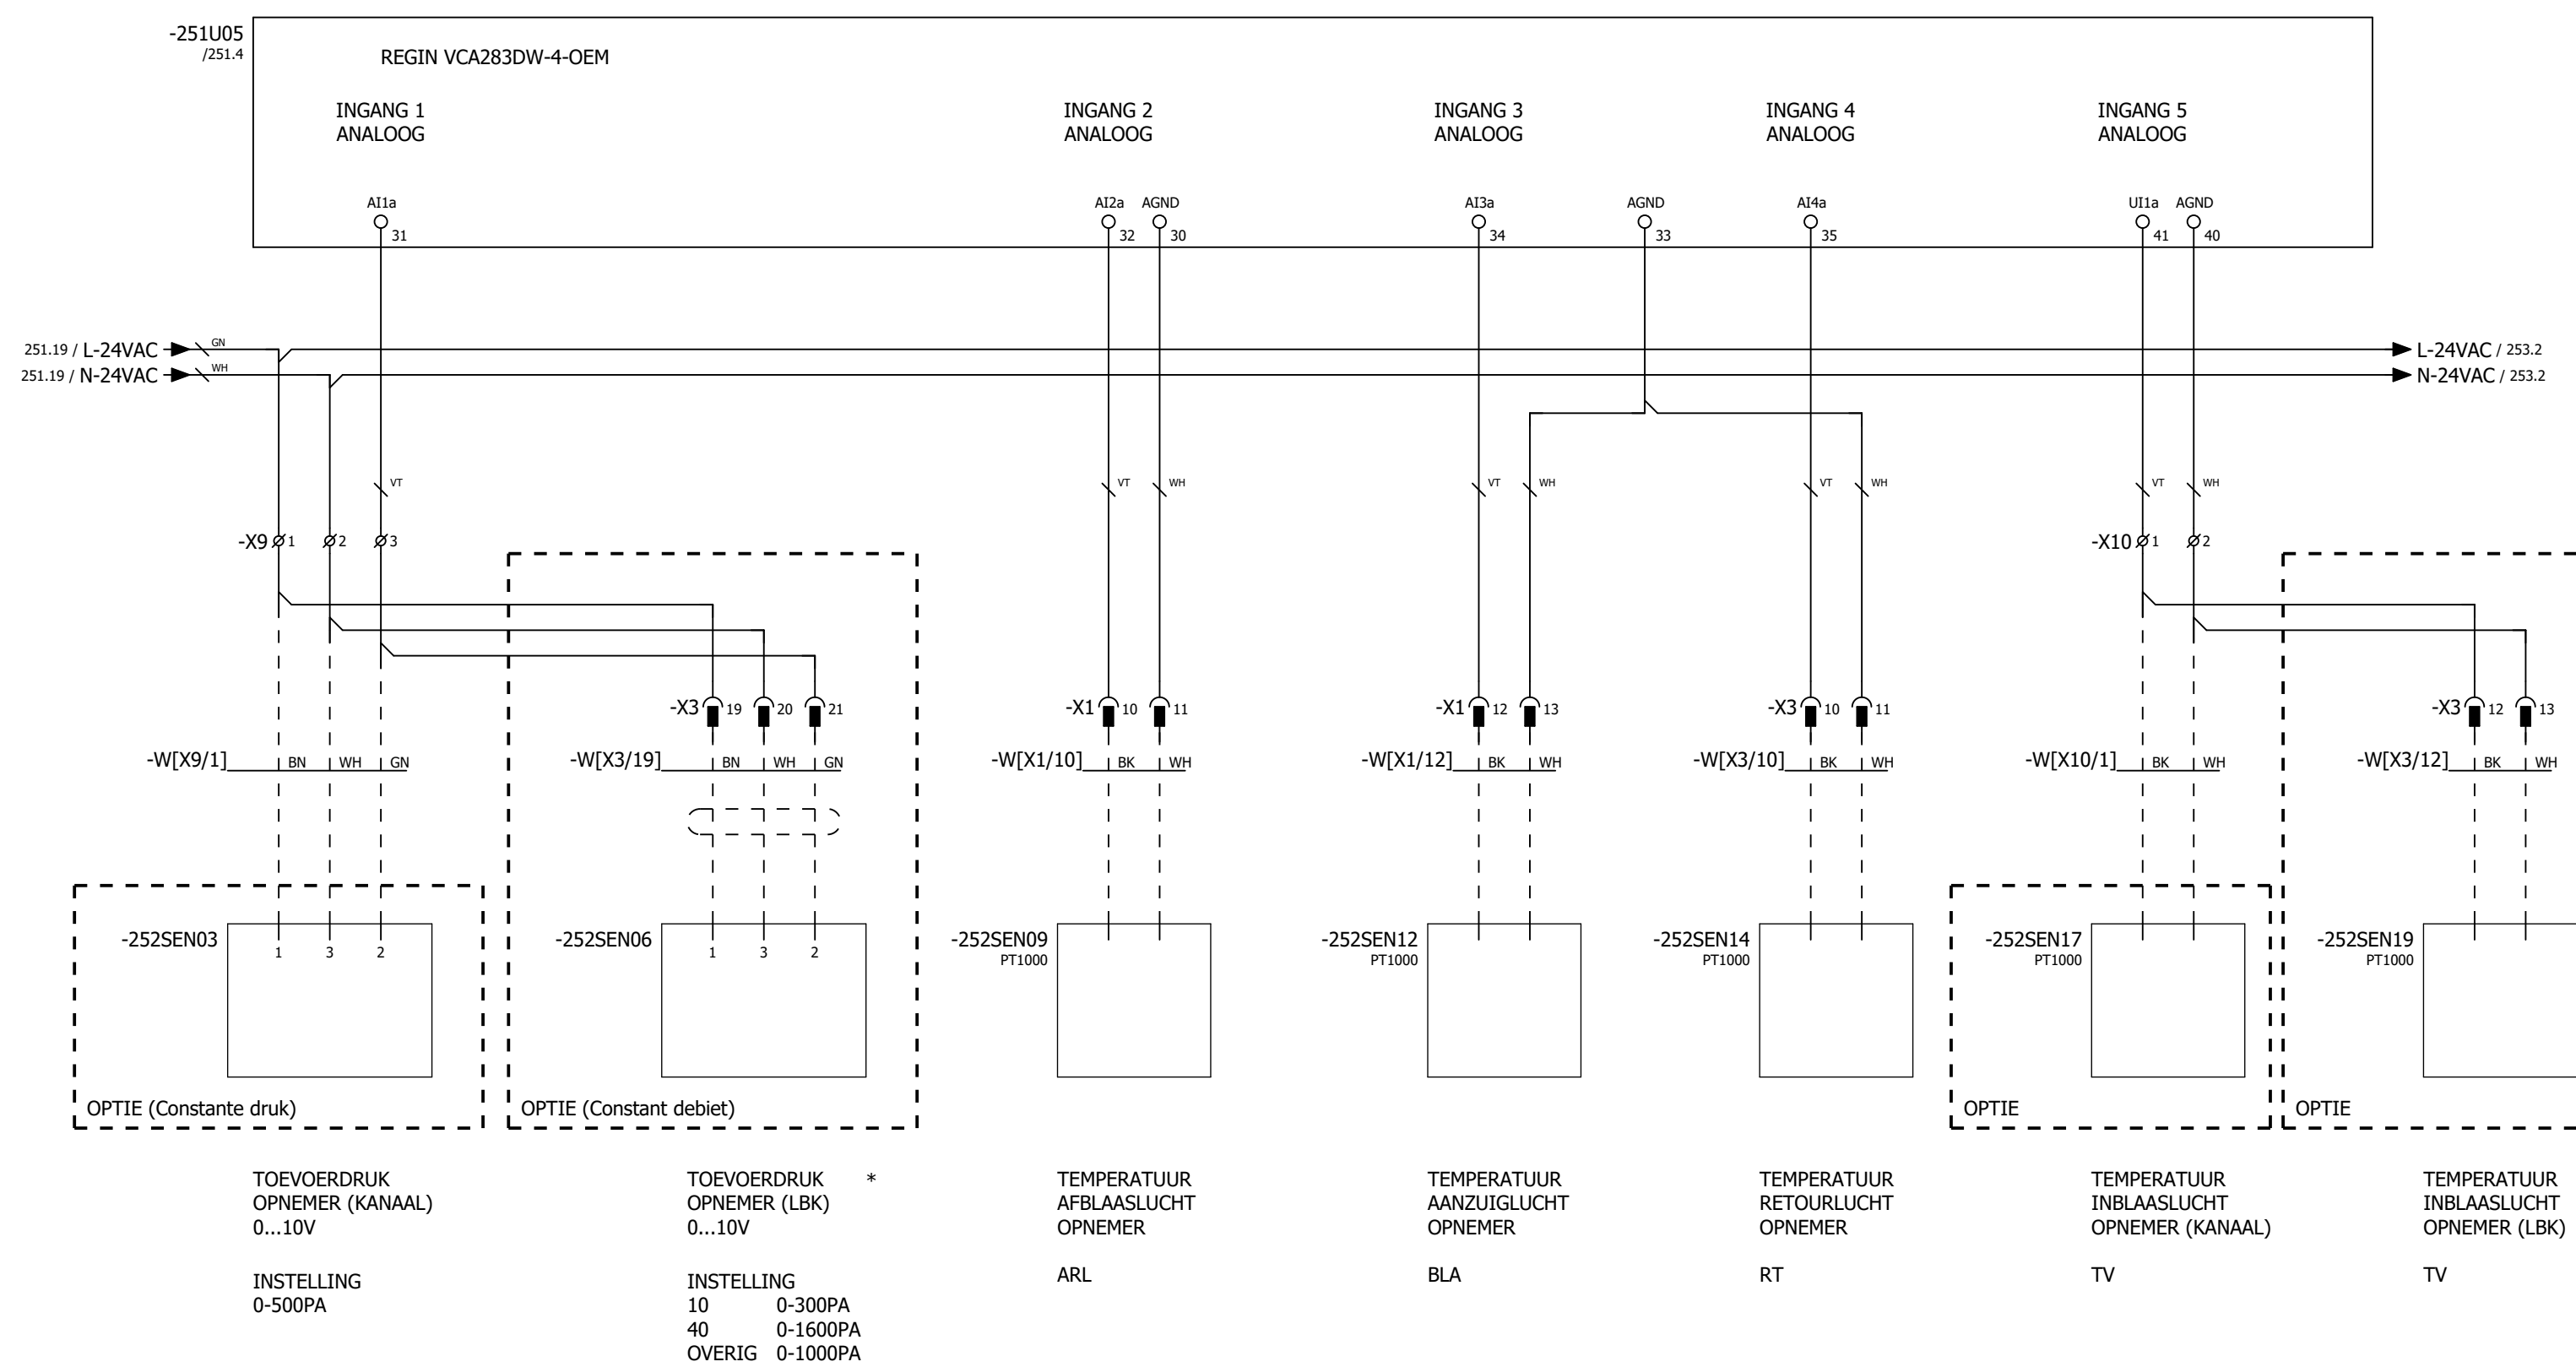 -251U05
/251.4
REGIN VCA283DW-4-OEM
INGANG 1
ANALOOG
INGANG 2
ANALOOG
INGANG 3
ANALOOG
INGANG 4
ANALOOG
INGANG 5
ANALOOG
AI1a
31
AI2a AGND
32 30
AI3a
34
AGND
33
AI4a
35
UI1a AGND
41 40
251.19 / L-24VAC GN
251.19 / N-24VAC WH
L-24VAC / 253.2
N-24VAC / 253.2
VT
VT WH
VT WH
VT WH
VT WH
-X9 1 2 3
-X10 1 2
-X3 19 20 21
-X1 10 11
-X1 12 13
-X3 10 11
-X3 12 13
-W[X9/1] BN WH GN
-W[X3/19] BN WH GN
-W[X1/10] BK WH
-W[X1/12] BK WH
-W[X3/10] BK WH
-W[X10/1] BK WH
-W[X3/12] BK WH
-252SEN03
1 3 2
-252SEN06
1 3 2
-252SEN09
PT1000
-252SEN12
PT1000
-252SEN14
PT1000
-252SEN17
PT1000
-252SEN19
PT1000
OPTIE (Constante druk)
OPTIE (Constant debiet)
OPTIE
OPTIE
TOEVOERDRUK
OPNEMER (KANAAL)
0...10V
INSTELLING
0-500PA
TOEVOERDRUK *
OPNEMER (LBK)
0...10V
INSTELLING
10 0-300PA
40 0-1600PA
OVERIG 0-1000PA
TEMPERATUUR
AFBLAASLUCHT
OPNEMER
ARL
TEMPERATUUR
AANZUIGLUCHT
OPNEMER
BLA
TEMPERATUUR
RETOURLUCHT
OPNEMER
RT
TEMPERATUUR
INBLAASLUCHT
OPNEMER (KANAAL)
TV
TEMPERATUUR
INBLAASLUCHT
OPNEMER (LBK)
TV